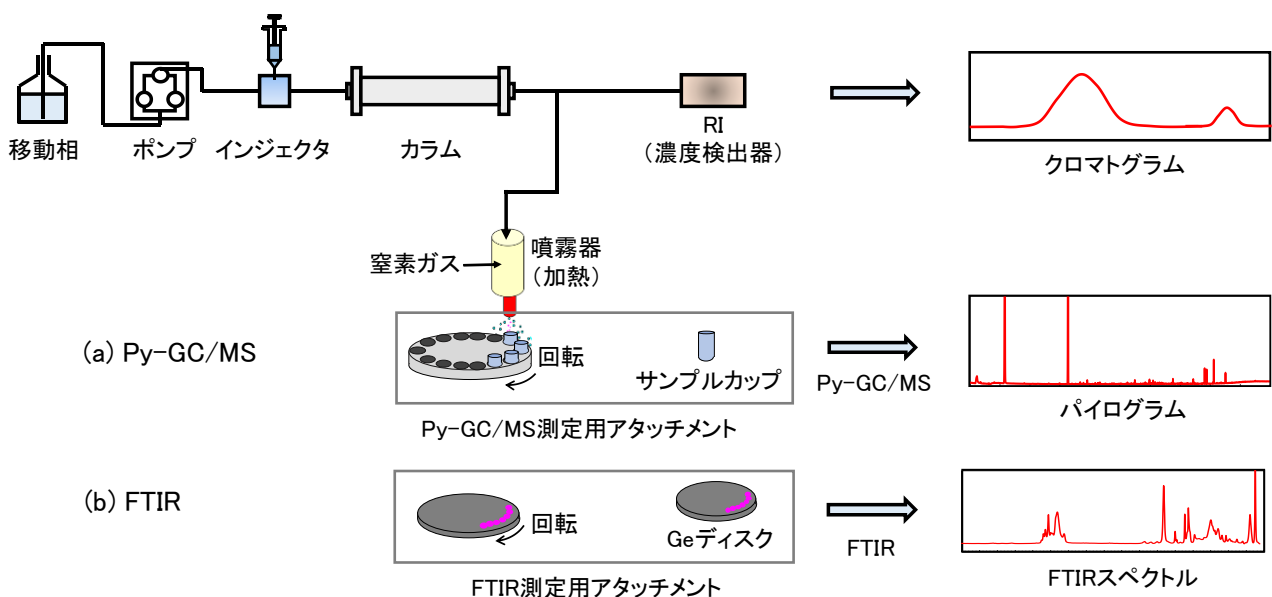 移動相
ポンプ
インジェクタ
カラム
RI
(濃度検出器)
クロマトグラム
窒素ガス
噴霧器
(加熱)
(a) Py-GC/MS
回転
サンプルカップ
Py-GC/MS
パイログラム
Py-GC/MS測定用アタッチメント
(b) FTIR
回転
Geディスク
FTIR
FTIRスペクトル
FTIR測定用アタッチメント